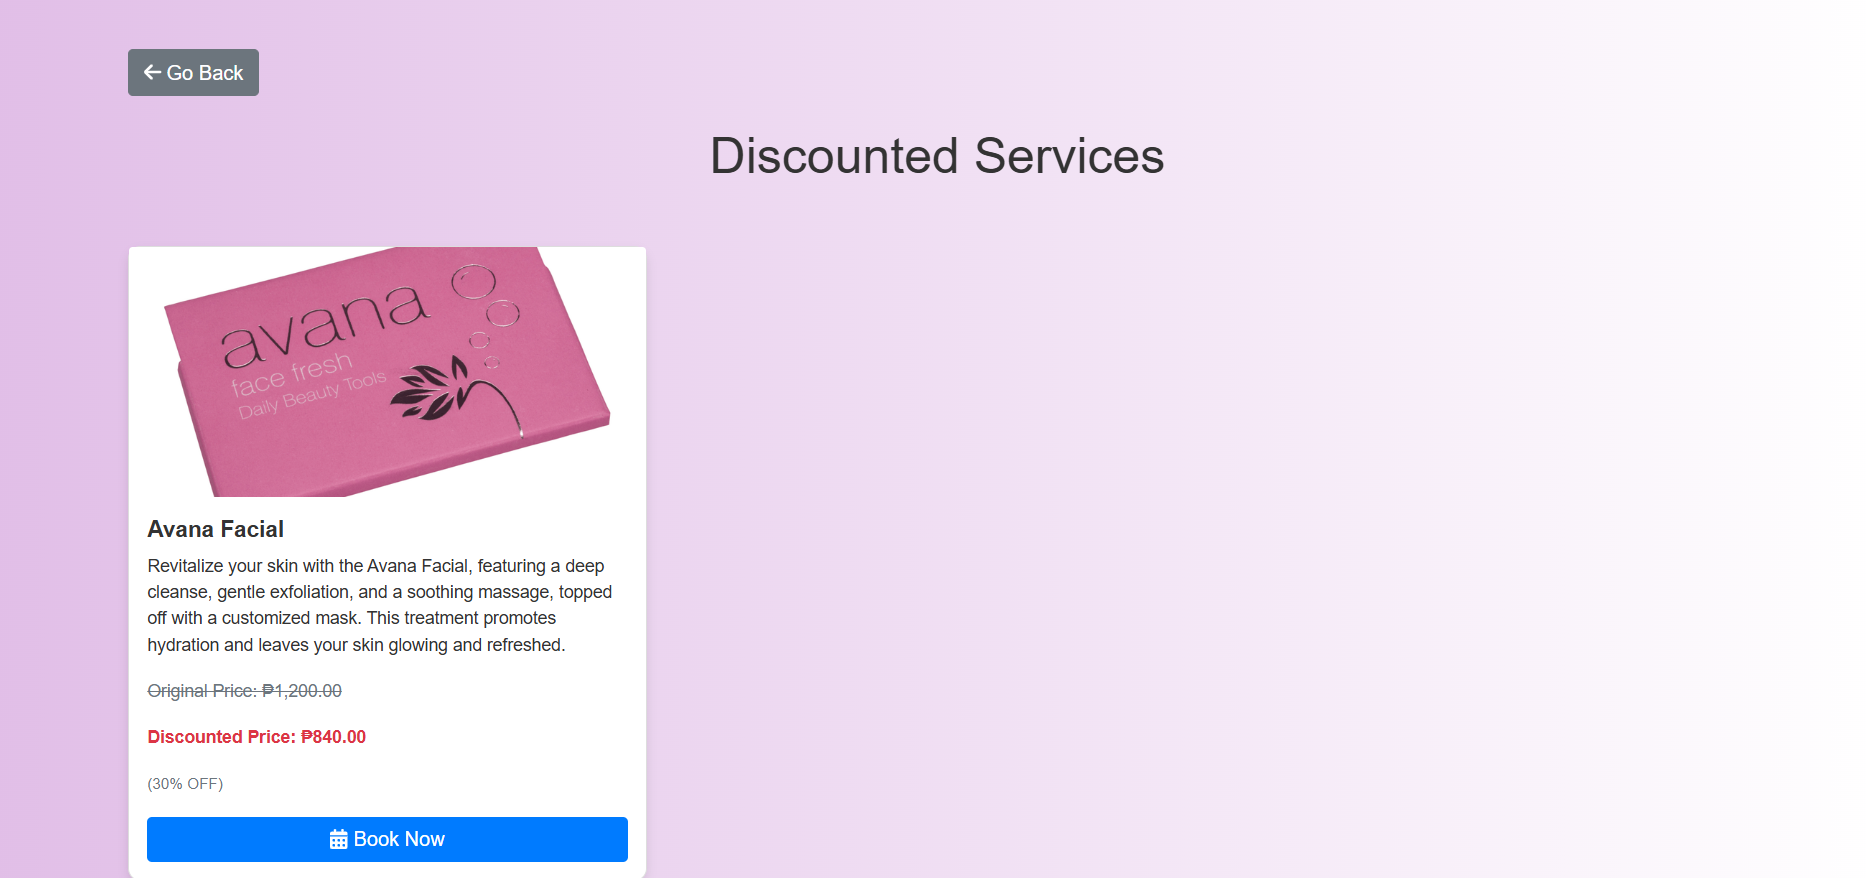 Go Back
Discounted Services
avana
face fresh
Daily Beauty Tools
Avana Facial
Revitalize your skin with the Avana Facial, featuring a deep
cleanse, gentle exfoliation, and a soothing massage, topped
off with a customized mask. This treatment promotes
hydration and leaves your skin glowing and refreshed.
Original Price: ₱1,200.00
Discounted Price: ₱840.00
(30% OFF)
Book Now